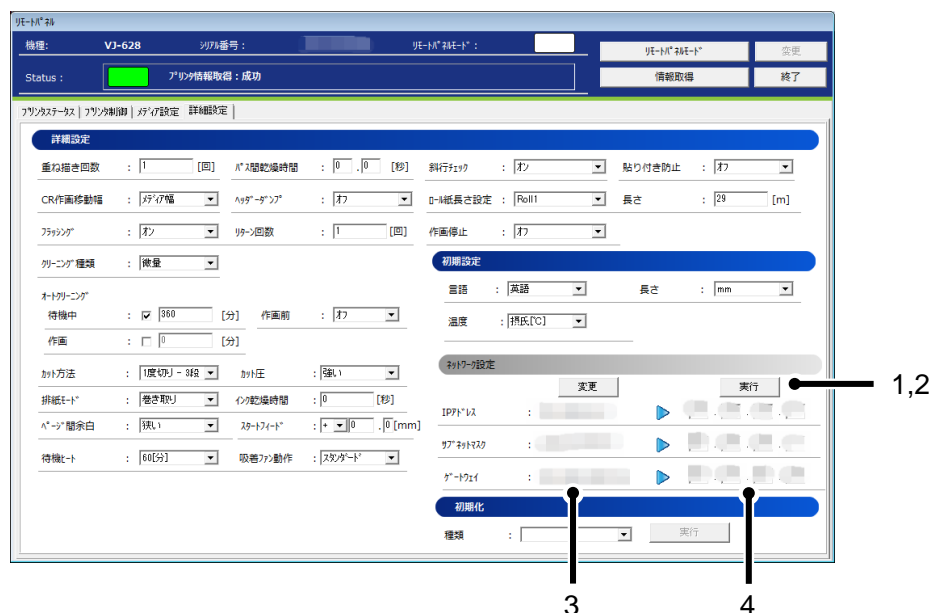 ﾘﾓｰﾄﾊﾟﾈﾙ
機種: VJ-628 ｼﾘｱﾙ番号 : ﾘﾓｰﾄﾊﾟﾈﾙﾓｰﾄﾞ : ﾘﾓｰﾄﾊﾟﾈﾙﾓｰﾄﾞ 変更
Status : ﾌﾟﾘﾝﾀ情報取得 : 成功 情報取得 終了
ﾌﾟﾘﾝﾀｽﾃｰﾀｽ ﾌﾟﾘﾝﾀ制御 ﾒﾃﾞｨｱ設定 詳細設定
詳細設定
重ね描き回数 : 1 [回] ﾊﾟｽ間乾燥時間 : 0 .0 [秒] 斜行ﾁｪｯｸ : ｵﾝ 貼り付き防止 : ｵﾌ
CR作画移動幅 : ﾒﾃﾞｨｱ幅 ﾍｯﾀﾞｰﾀﾞﾝﾌﾟ : ｵﾌ ﾛｰﾙ紙長さ設定 : Roll1 長さ : 29 [m]
ﾌﾗｯｼﾝｸﾞ : ｵﾝ ﾘﾀｰﾝ回数 : 1 [回] 作画停止 : ｵﾌ
ｸﾘｰﾆﾝｸﾞ種類 : 微量
初期設定
言語 : 英語 長さ : mm
ｵｰﾄｸﾘｰﾆﾝｸﾞ
待機中 : 360 [分] 作画前 : ｵﾌ
温度 : 摂氏[℃]
作画 : 0 [分]
ﾈｯﾄﾜｰｸ設定
ｶｯﾄ方法 : 1度切り - 3段 ｶｯﾄ圧 : 強い
変更 実行 1,2
排紙ﾓｰﾄﾞ : 巻き取り ｲﾝｸ乾燥時間 : 0 [秒]
IPｱﾄﾞﾚｽ :
ﾍﾟｰｼﾞ間余白 : 狭い ｽﾀｰﾄﾌｨｰﾄﾞ : + 0 .0 [mm]
ｻﾌﾞﾈｯﾄﾏｽｸ :
待機ﾋｰﾄ : 60[分] 吸着ﾌｧﾝ動作 : ｽﾀﾝﾀﾞｰﾄﾞ
ｹﾞｰﾄｳｪｲ :
初期化
種類 : 実行
3 4